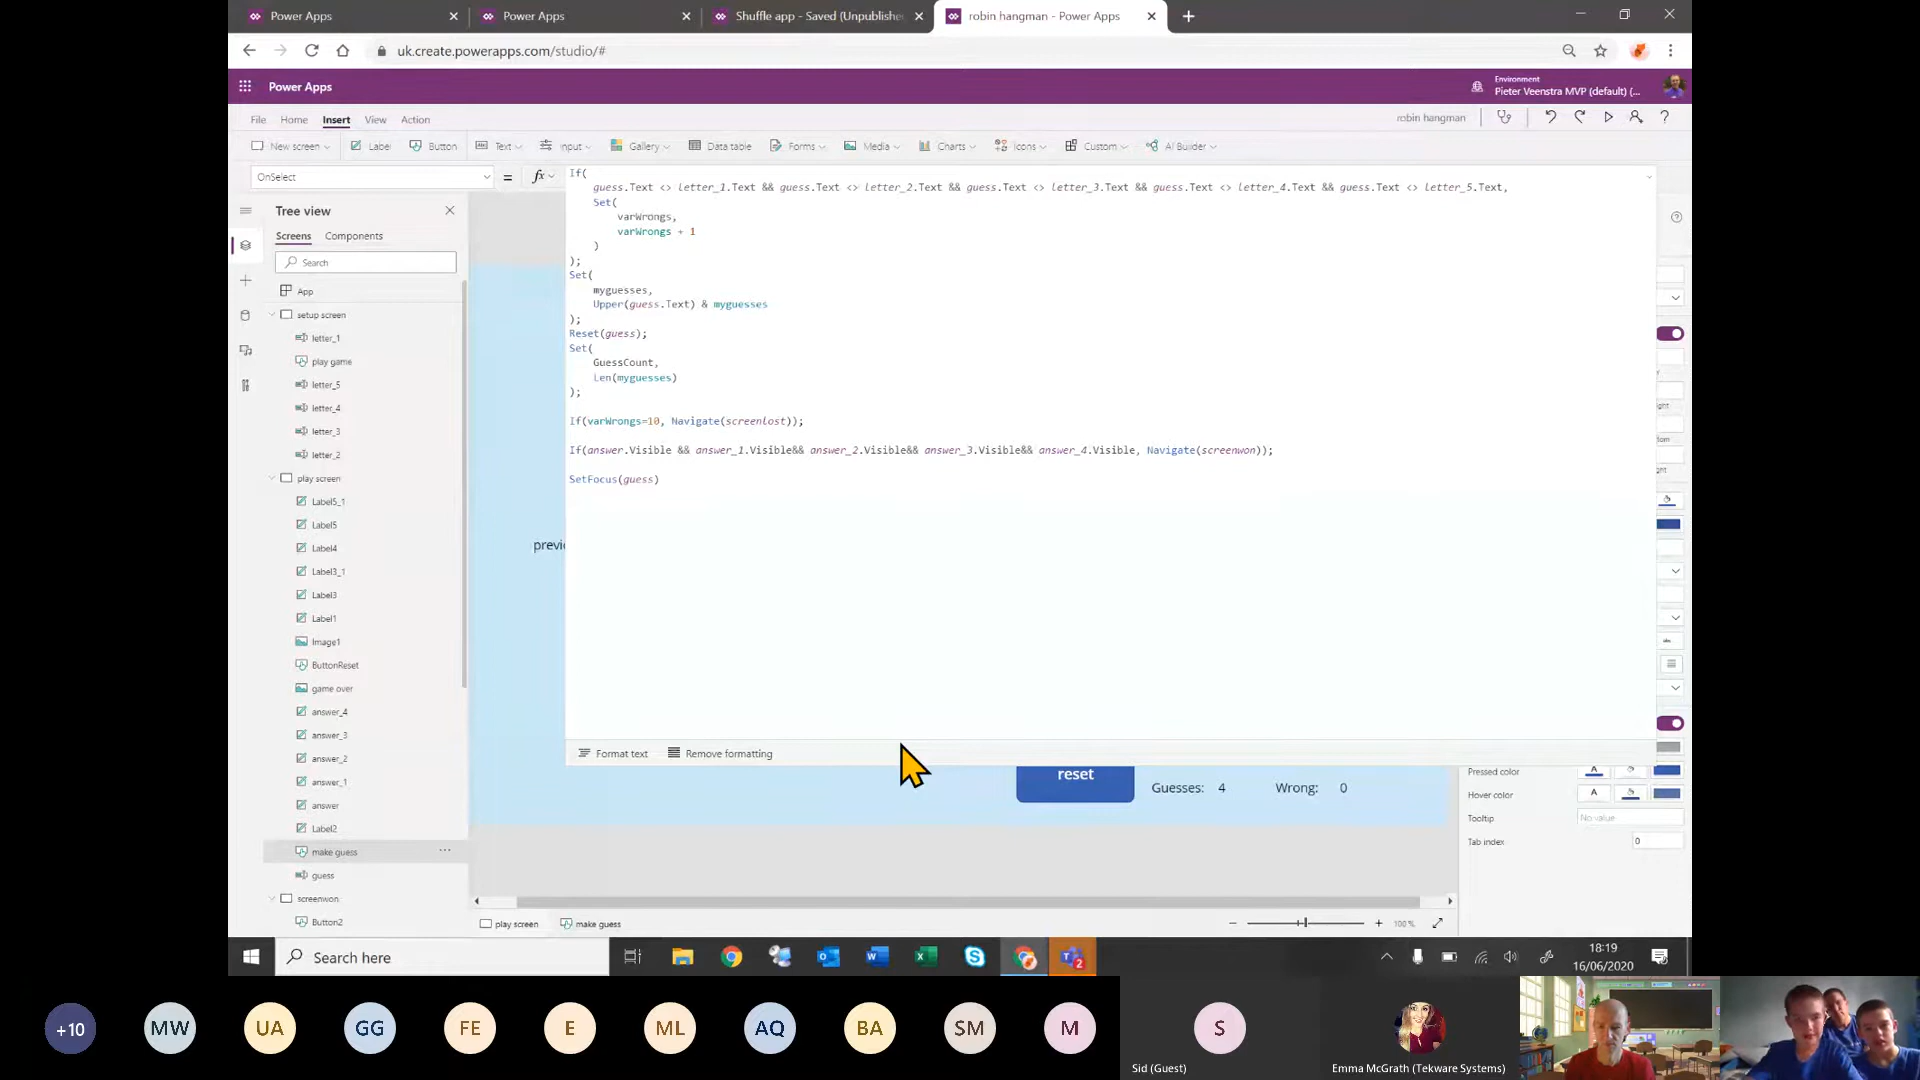 Power Apps
Power Apps
Shuffle app - Saved (Unpublishe
robin hangman - Power Apps
uk.create.powerapps.com/studio/#
Power Apps
Environment
Pieter Veenstra MVP (default) (...
File Home Insert View Action
robin hangman
?
New screen
Label
Button
Text
Input
Gallery
Data table
Forms
Media
Charts
Icons
Custom
AI Builder
OnSelect
= fx
If(
guess.Text <> letter_1.Text && guess.Text <> letter_2.Text && guess.Text <> letter_3.Text && guess.Text <> letter_4.Text && guess.Text <> letter_5.Text,
Set(
varWrongs,
varWrongs + 1
)
);
Set(
myguesses,
Upper(guess.Text) & myguesses
);
Reset(guess);
Set(
GuessCount,
Len(myguesses)
);
If(varWrongs=10, Navigate(screenlost));
If(answer.Visible && answer_1.Visible&& answer_2.Visible&& answer_3.Visible&& answer_4.Visible, Navigate(screenwon));
SetFocus(guess)
Format text
Remove formatting
Tree view
Screens Components
Search
App
setup screen
letter_1
play game
letter_5
letter_4
letter_3
letter_2
play screen
Label5_1
Label5
Label4
Label3_1
Label3
Label1
Image1
ButtonReset
game over
answer_4
answer_3
answer_2
answer_1
answer
Label2
make guess
...
guess
screenwon
Button2
previ
reset
Guesses: 4
Wrong: 0
Pressed color
Hover color
Tooltip
No value
Tab index
0
play screen
make guess
100 %
Search here
18:19
16/06/2020
+10
MW
UA
GG
FE
E
ML
AQ
BA
SM
M
S
Sid (Guest)
Emma McGrath (Tekware Systems)